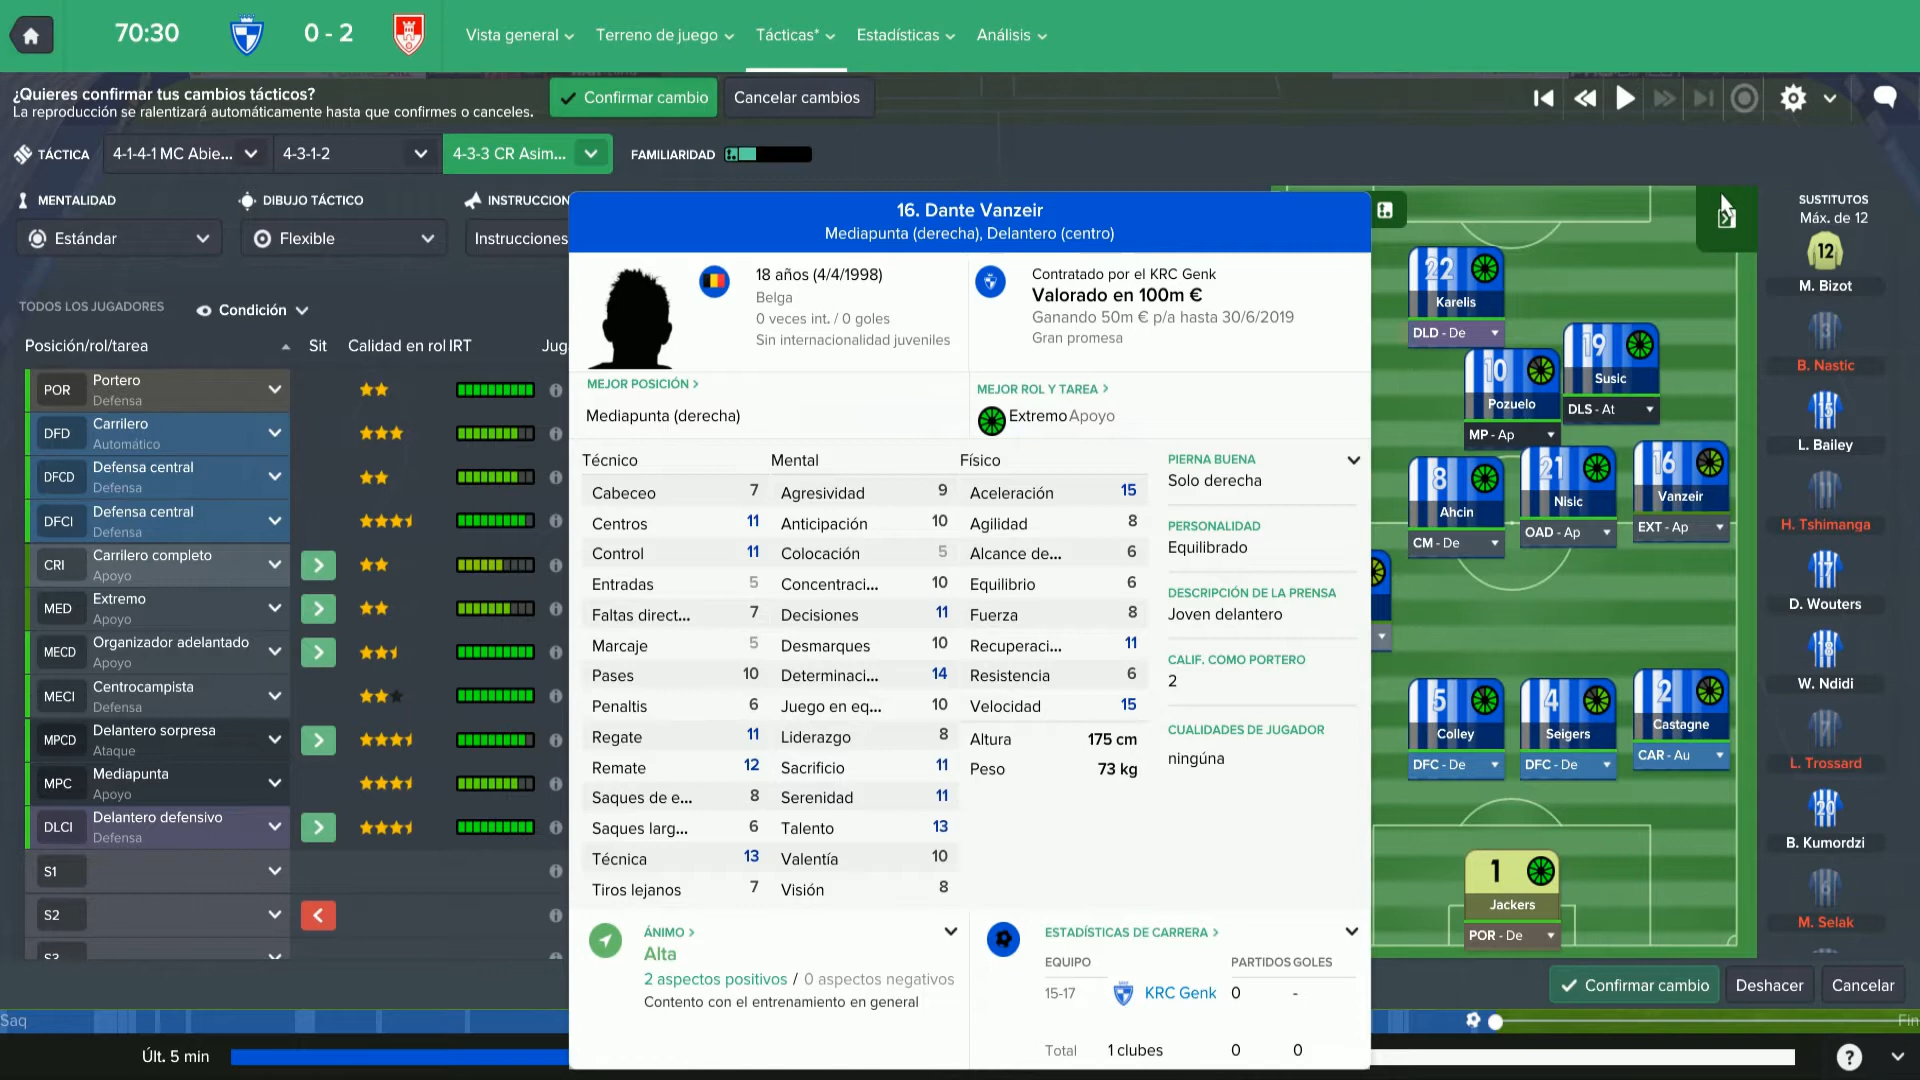 70:30
0 - 2
Vista general
Terreno de juego
Tácticas*
Estadísticas
Análisis
¿Quieres confirmar tus cambios tácticos?
La reproducción se ralentizará automáticamente hasta que confirmes o canceles.
Confirmar cambio
Cancelar cambios
TÁCTICA
4-1-4-1 MC Abie...
4-3-1-2
4-3-3 CR Asim...
FAMILIARIDAD
MENTALIDAD
DIBUJO TÁCTICO
INSTRUCCION
Estándar
Flexible
Instrucciones
TODOS LOS JUGADORES
Condición
Posición/rol/tarea
Sit
Calidad en rol
IRT
Juga
POR
Portero
Defensa
DFD
Carrilero
Automático
DFCD
Defensa central
Defensa
DFCI
Defensa central
Defensa
CRI
Carrilero completo
Apoyo
MED
Extremo
Apoyo
MECD
Organizador adelantado
Apoyo
MECI
Centrocampista
Defensa
MPCD
Delantero sorpresa
Ataque
MPC
Mediapunta
Apoyo
DLCI
Delantero defensivo
Defensa
S1
S2
S3
16. Dante Vanzeir
Mediapunta (derecha), Delantero (centro)
18 años (4/4/1998)
Belga
0 veces int. / 0 goles
Sin internacionalidad juveniles
Contratado por el KRC Genk
Valorado en 100m €
Ganando 50m € p/a hasta 30/6/2019
Gran promesa
MEJOR POSICIÓN >
Mediapunta (derecha)
MEJOR ROL Y TAREA >
Extremo Apoyo
Técnico
Cabeceo 7
Centros 11
Control 11
Entradas 5
Faltas direct... 7
Marcaje 5
Pases 10
Penaltis 6
Regate 11
Remate 12
Saques de e... 8
Saques larg... 6
Técnica 13
Tiros lejanos 7
Mental
Agresividad 9
Anticipación 10
Colocación 5
Concentraci... 10
Decisiones 11
Desmarques 10
Determinaci... 14
Juego en eq... 10
Liderazgo 8
Sacrificio 11
Serenidad 11
Talento 13
Valentía 10
Visión 8
Físico
Aceleración 15
Agilidad 8
Alcance de... 6
Equilibrio 6
Fuerza 8
Recuperaci... 11
Resistencia 6
Velocidad 15
Altura 175 cm
Peso 73 kg
PIERNA BUENA
Solo derecha
PERSONALIDAD
Equilibrado
DESCRIPCIÓN DE LA PRENSA
Joven delantero
CALIF. COMO PORTERO
2
CUALIDADES DE JUGADOR
ningúna
ÁNIMO >
Alta
2 aspectos positivos / 0 aspectos negativos
Contento con el entrenamiento en general
ESTADÍSTICAS DE CARRERA >
EQUIPO PARTIDOS GOLES
15-17 KRC Genk 0 -
Total 1 clubes 0 0
22
Karelis
DLD - De
10
Pozuelo
MP - Ap
19
Susic
DLS - At
8
Ahcin
CM - De
21
Nisic
OAD - Ap
16
Vanzeir
EXT - Ap
5
Colley
DFC - De
4
Seigers
DFC - De
2
Castagne
CAR - Au
1
Jackers
POR - De
SUSTITUTOS
Máx. de 12
12
M. Bizot
3
B. Nastic
15
L. Bailey
H. Tshimanga
17
D. Wouters
18
W. Ndidi
7
L. Trossard
20
B. Kumordzi
6
M. Selak
Confirmar cambio
Deshacer
Cancelar
Saq
Fin
Últ. 5 min
?